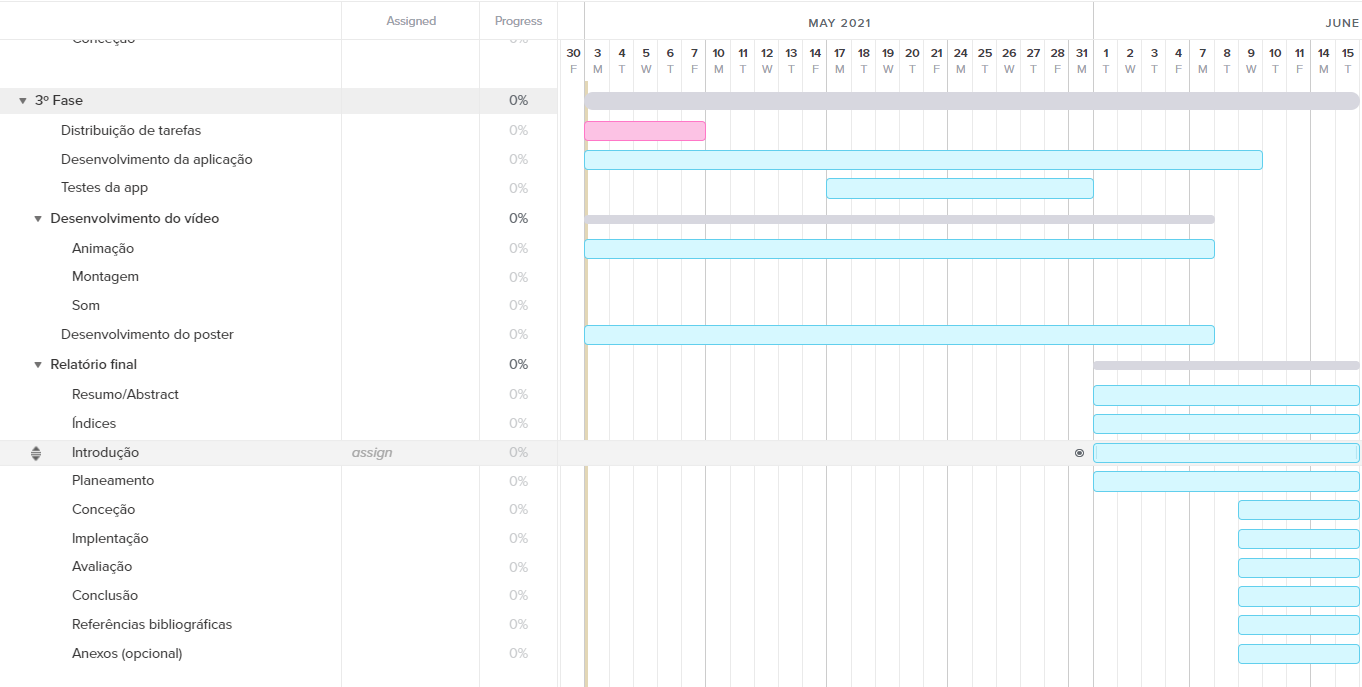 Assigned Progress MAY 2021 JUNE
Conceção 0% 30 3 4 5 6 7 10 11 12 13 14 17 18 19 20 21 24 25 26 27 28 31 1 2 3 4 7 8 9 10 11 14 15
F M T W T F M T W T F M T W T F M T W T F M T W T F M T W T F M T
3º Fase 0%
Distribuição de tarefas 0%
Desenvolvimento da aplicação 0%
Testes da app 0%
Desenvolvimento do vídeo 0%
Animação 0%
Montagem 0%
Som 0%
Desenvolvimento do poster 0%
Relatório final 0%
Resumo/Abstract 0%
Índices 0%
Introdução assign 0%
Planeamento 0%
Conceção 0%
Implentação 0%
Avaliação 0%
Conclusão 0%
Referências bibliográficas 0%
Anexos (opcional) 0%